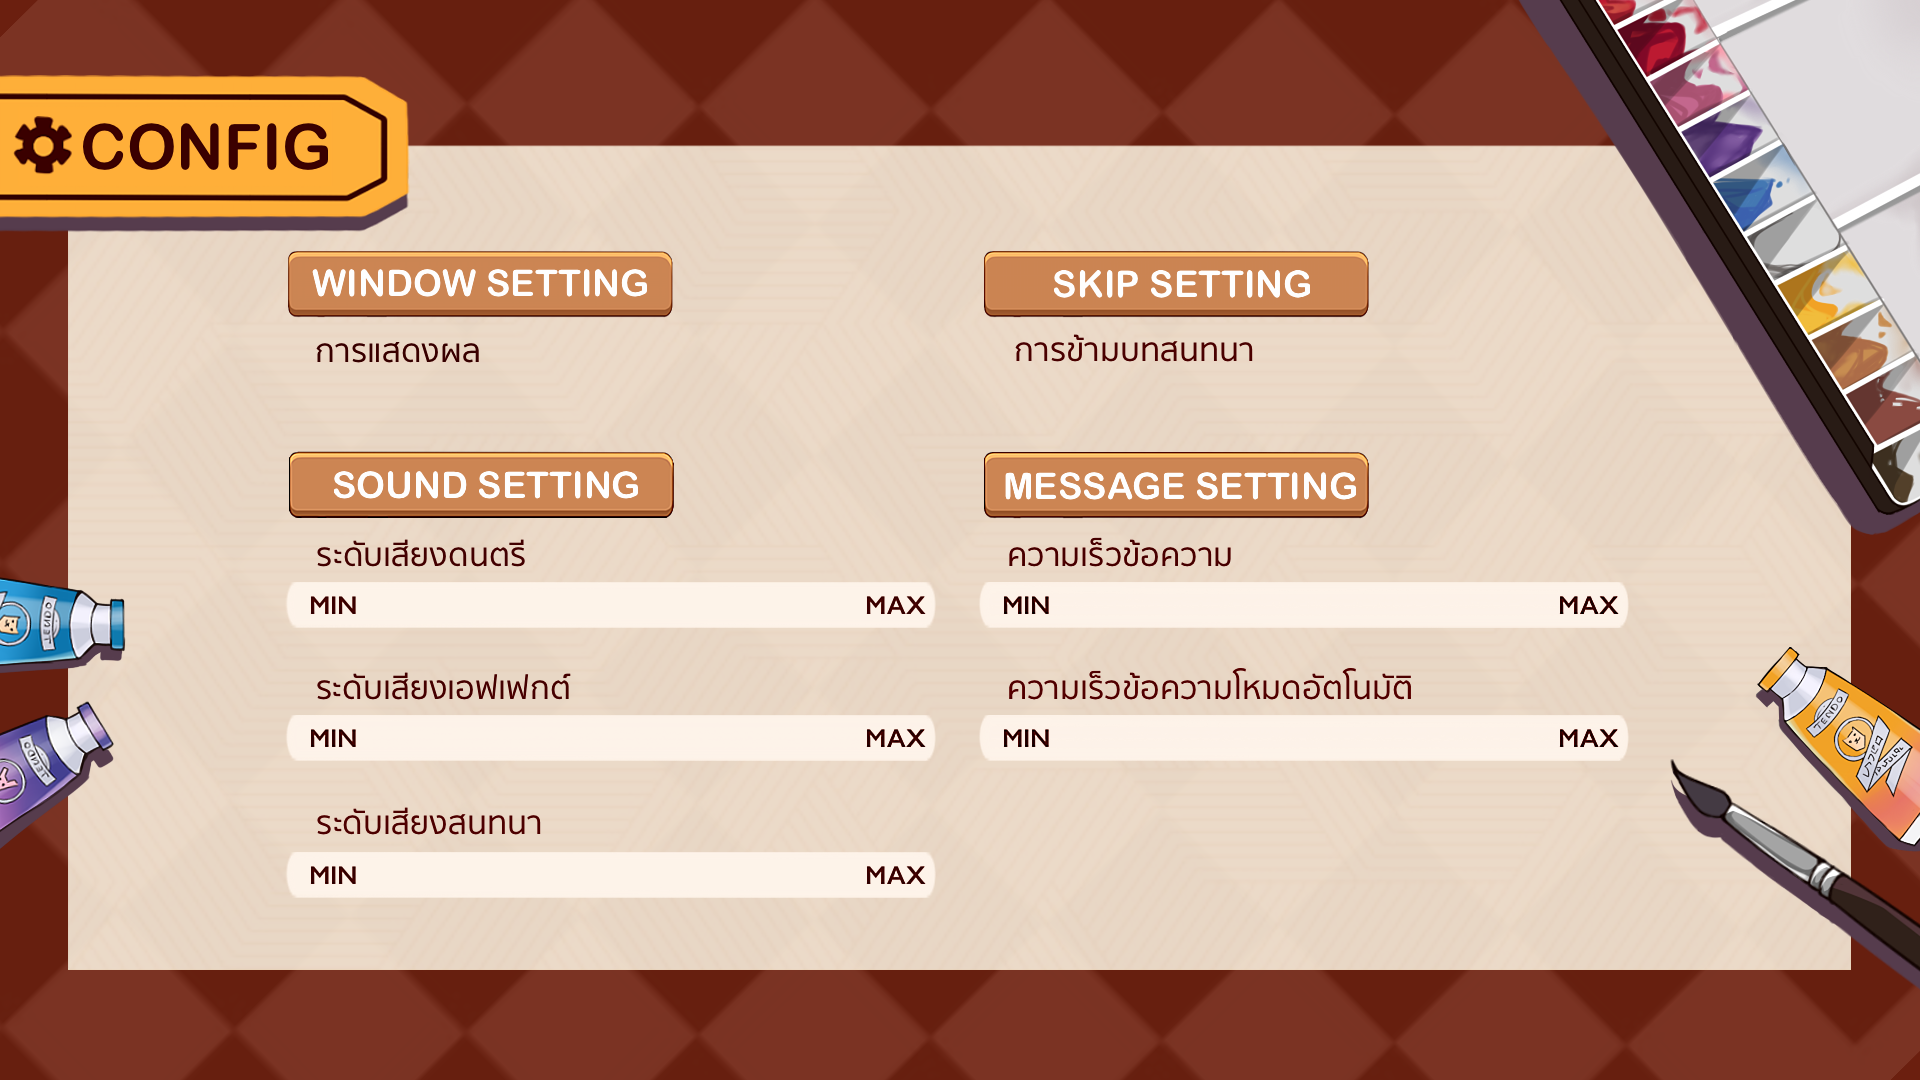 CONFIG
WINDOW SETTING
การแสดงผล
SKIP SETTING
การข้ามบทสนทนา
SOUND SETTING
ระดับเสียงดนตรี
MIN MAX
ระดับเสียงเอฟเฟกต์
MIN MAX
ระดับเสียงสนทนา
MIN MAX
MESSAGE SETTING
ความเร็วข้อความ
MIN MAX
ความเร็วข้อความโหมดอัตโนมัติ
MIN MAX
TENDO
TENDO
TENDO